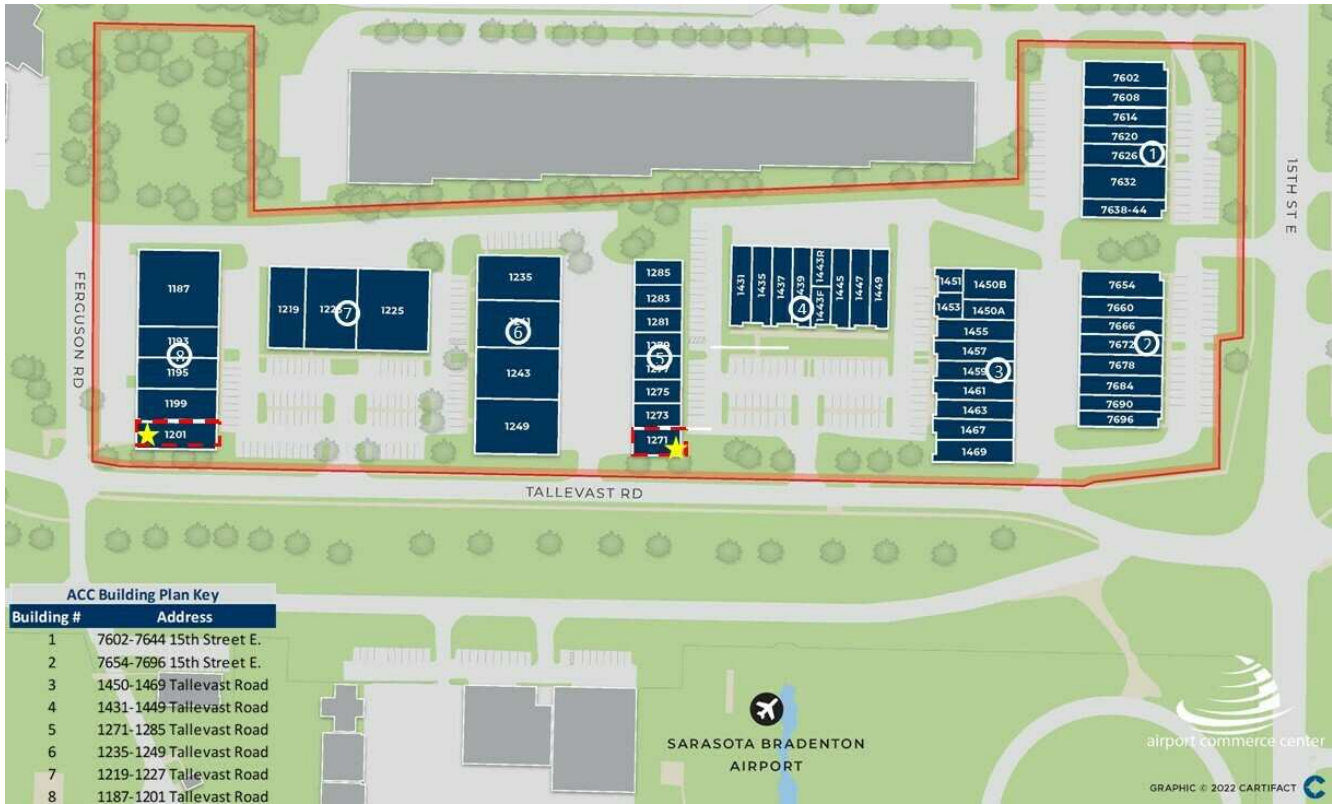 7602
7608
7614
7620
7626 1
7632
7638-44
15TH ST E
FERGUSON RD
1187
1193
8
1195
1199
1201
1219
7
1225
1235
6
1243
1249
1285
1283
1281
5
1275
1273
1271
1431
1435
1437
4
1443R
1443F
1445
1447
1449
1451
1450B
1453
1450A
1455
1457
1459 3
1461
1463
1467
1469
7654
7660
7666
7672 2
7678
7684
7690
7696
TALLEVAST RD
ACC Building Plan Key
Building # Address
1 7602-7644 15th Street E.
2 7654-7696 15th Street E.
3 1450-1469 Tallevast Road
4 1431-1449 Tallevast Road
5 1271-1285 Tallevast Road
6 1235-1249 Tallevast Road
7 1219-1227 Tallevast Road
8 1187-1201 Tallevast Road
SARASOTA BRADENTON
AIRPORT
airport commerce center
GRAPHIC © 2022 CARTIFACT